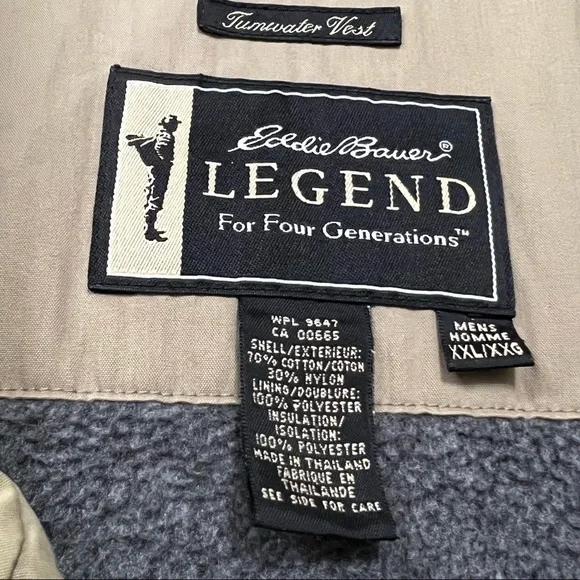 Tumwater Vest
Eddie Bauer®
LEGEND
For Four Generations™
WPL 9647
CA 00665
SHELL/EXTERIEUR:
70% COTTON/COTON
30% NYLON
LINING/DOUBLURE:
100% POLYESTER
INSULATION/
ISOLATION:
100% POLYESTER
MADE IN THAILAND
FABRIQUE EN
THAILANDE
SEE SIDE FOR CARE
MENS
HOMME
XXL/XXG